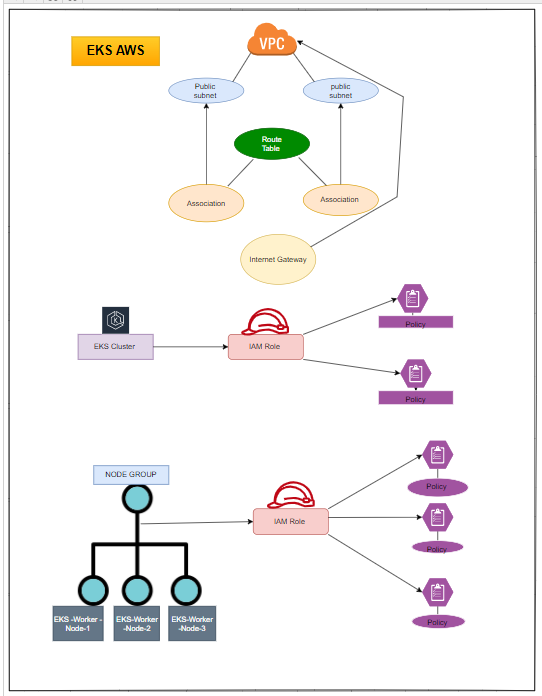 EKS AWS
VPC
Public
subnet
public
subnet
Route
Table
Association
Association
Internet Gateway
Policy
EKS Cluster
IAM Role
Policy
NODE GROUP
Policy
IAM Role
Policy
EKS -Worker -
Node-1
EKS-Worker
-Node-2
EKS-Worker
-Node-3
Policy